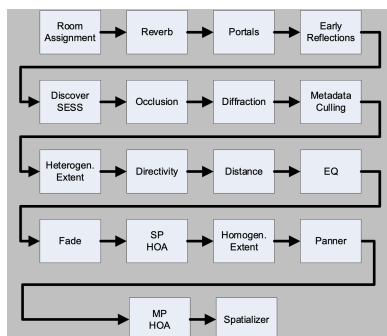 Room
Assignment
Reverb
Portals
Early
Reflections
Discover
SESS
Occlusion
Diffraction
Metadata
Culling
Heterogen.
Extent
Directivity
Distance
EQ
Fade
SP
HOA
Homogen.
Extent
Panner
MP
HOA
Spatializer